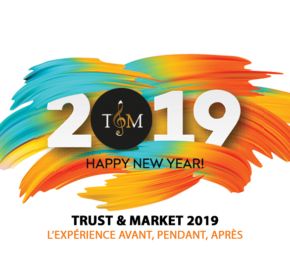 2019
T&M
HAPPY NEW YEAR!
TRUST & MARKET 2019
L'EXPÉRIENCE AVANT, PENDANT, APRÈS